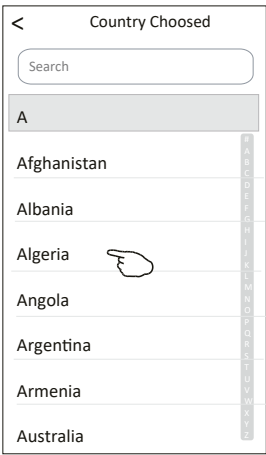 < Country Choosed
Search
A
Afghanistan
Albania
Algeria
Angola
Argentina
Armenia
Australia
#
A
B
C
D
E
F
G
H
I
J
K
L
M
N
O
P
Q
R
S
T
U
V
W
X
Y
Z